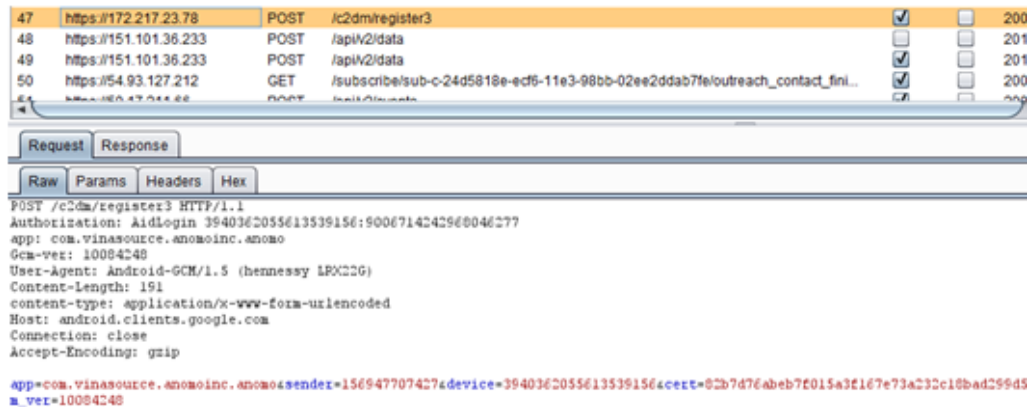 47 https://172.217.23.78 POST /c2dm/register3 200
48 https://151.101.36.233 POST /api/v2/data 201
49 https://151.101.36.233 POST /api/v2/data 201
50 https://54.93.127.212 GET /subscribe/sub-c-24d5818e-ecf6-11e3-98bb-02ee2ddab7fe/outreach_contact_fini... 200
Request Response
Raw Params Headers Hex
POST /c2dm/register3 HTTP/1.1
Authorization: AidLogin 3940362055613539156:9006714242968046277
app: com.vinasource.anomoinc.anomo
Gcm-ver: 10084248
User-Agent: Android-GCM/1.5 (hennessy LRX22G)
Content-Length: 191
content-type: application/x-www-form-urlencoded
Host: android.clients.google.com
Connection: close
Accept-Encoding: gzip
app=com.vinasource.anomoinc.anomo&sender=156947707427&device=3940362055613539156&cert=82b7d76abeb7f015a3f167e73a232c18bad299d5
m_ver=10084248